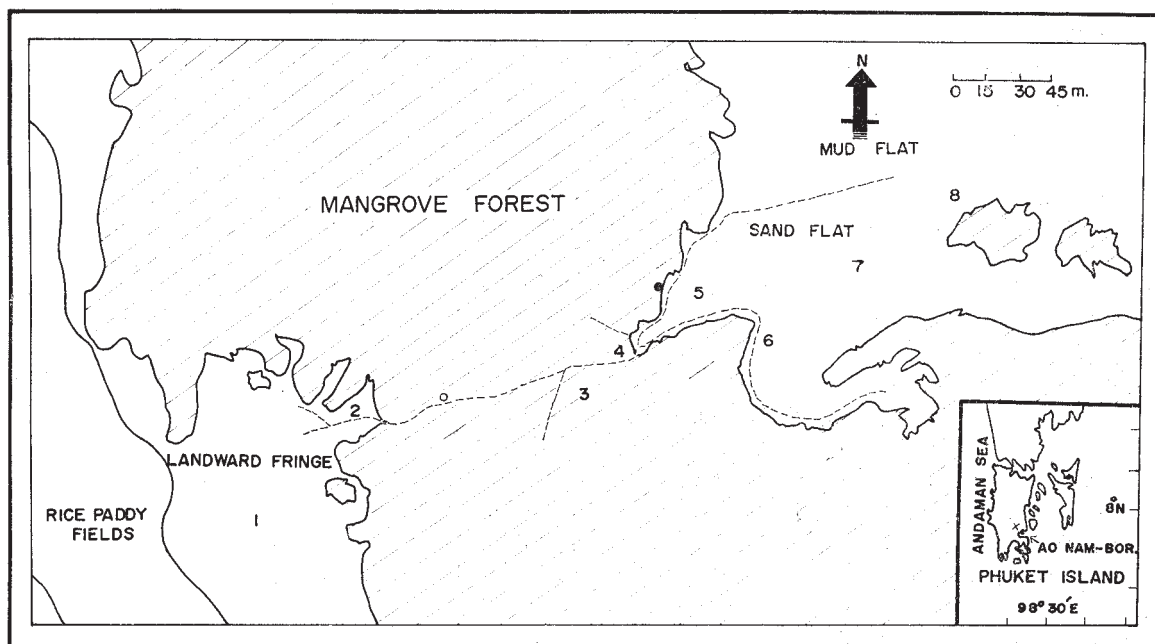 N
0 15 30 45 m.
MUD FLAT
8
MANGROVE FOREST
SAND FLAT
7
5
6
4
3
2
LANDWARD FRINGE
1
RICE PADDY
FIELDS
ANDAMAN SEA
8°N
AO NAM-BOR.
PHUKET ISLAND
98° 30'E